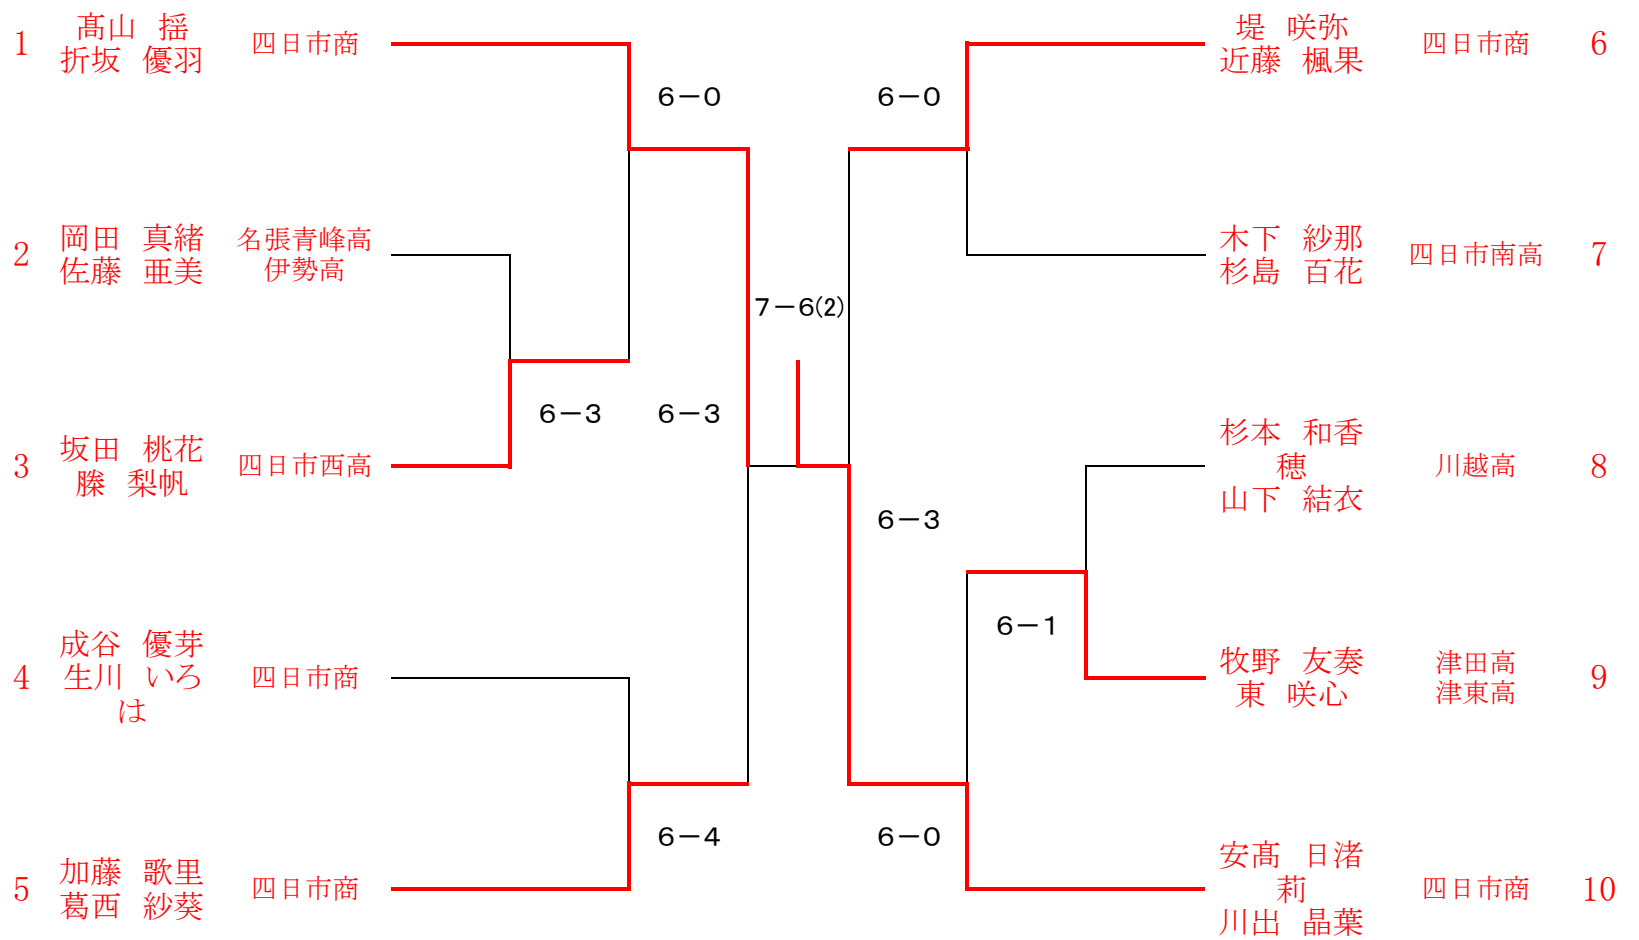 1
髙山 揺
折坂 優羽
四日市商
2
岡田 真緒
佐藤 亜美
名張青峰高
伊勢高
3
坂田 桃花
滕 梨帆
四日市西高
4
成谷 優芽
生川 いろ
は
四日市商
5
加藤 歌里
葛西 紗葵
四日市商
6－0
6－3
6－3
6－4
7－6(2)
6－0
6－3
6－1
6－0
堤 咲弥
近藤 楓果
四日市商
6
木下 紗那
杉島 百花
四日市南高
7
杉本 和香
穂
山下 結衣
川越高
8
牧野 友奏
東 咲心
津田高
津東高
9
安髙 日渚
莉
川出 晶葉
四日市商
10